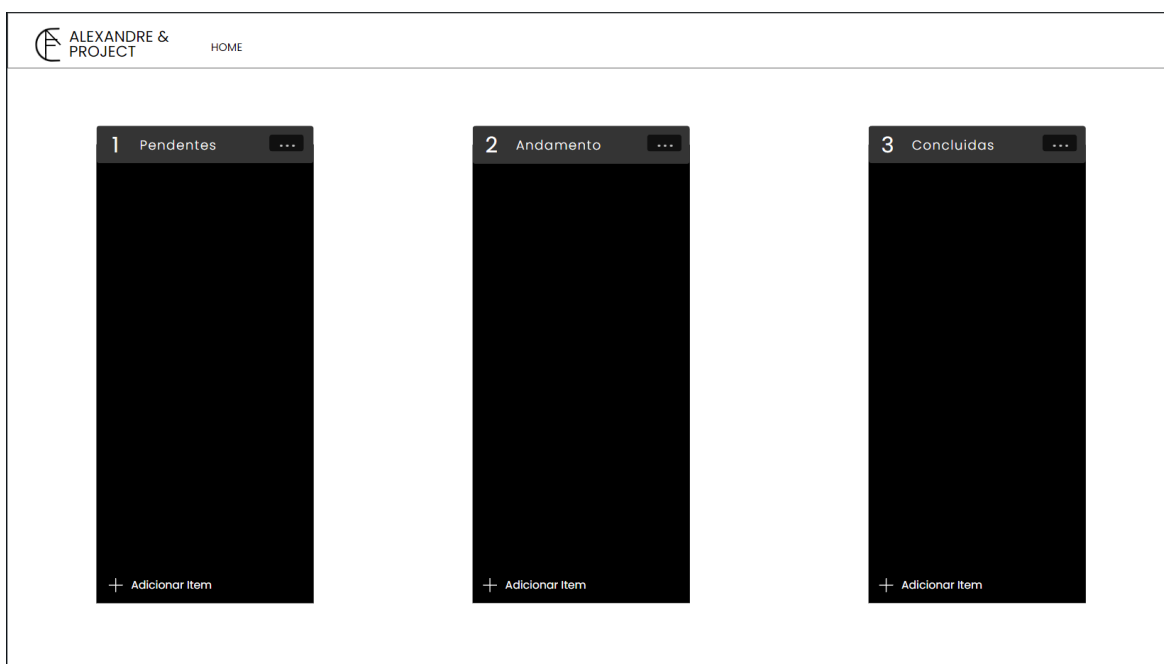 ALEXANDRE &
PROJECT
HOME
1 Pendentes ...
2 Andamento ...
3 Concluidas ...
+ Adicionar Item
+ Adicionar Item
+ Adicionar Item